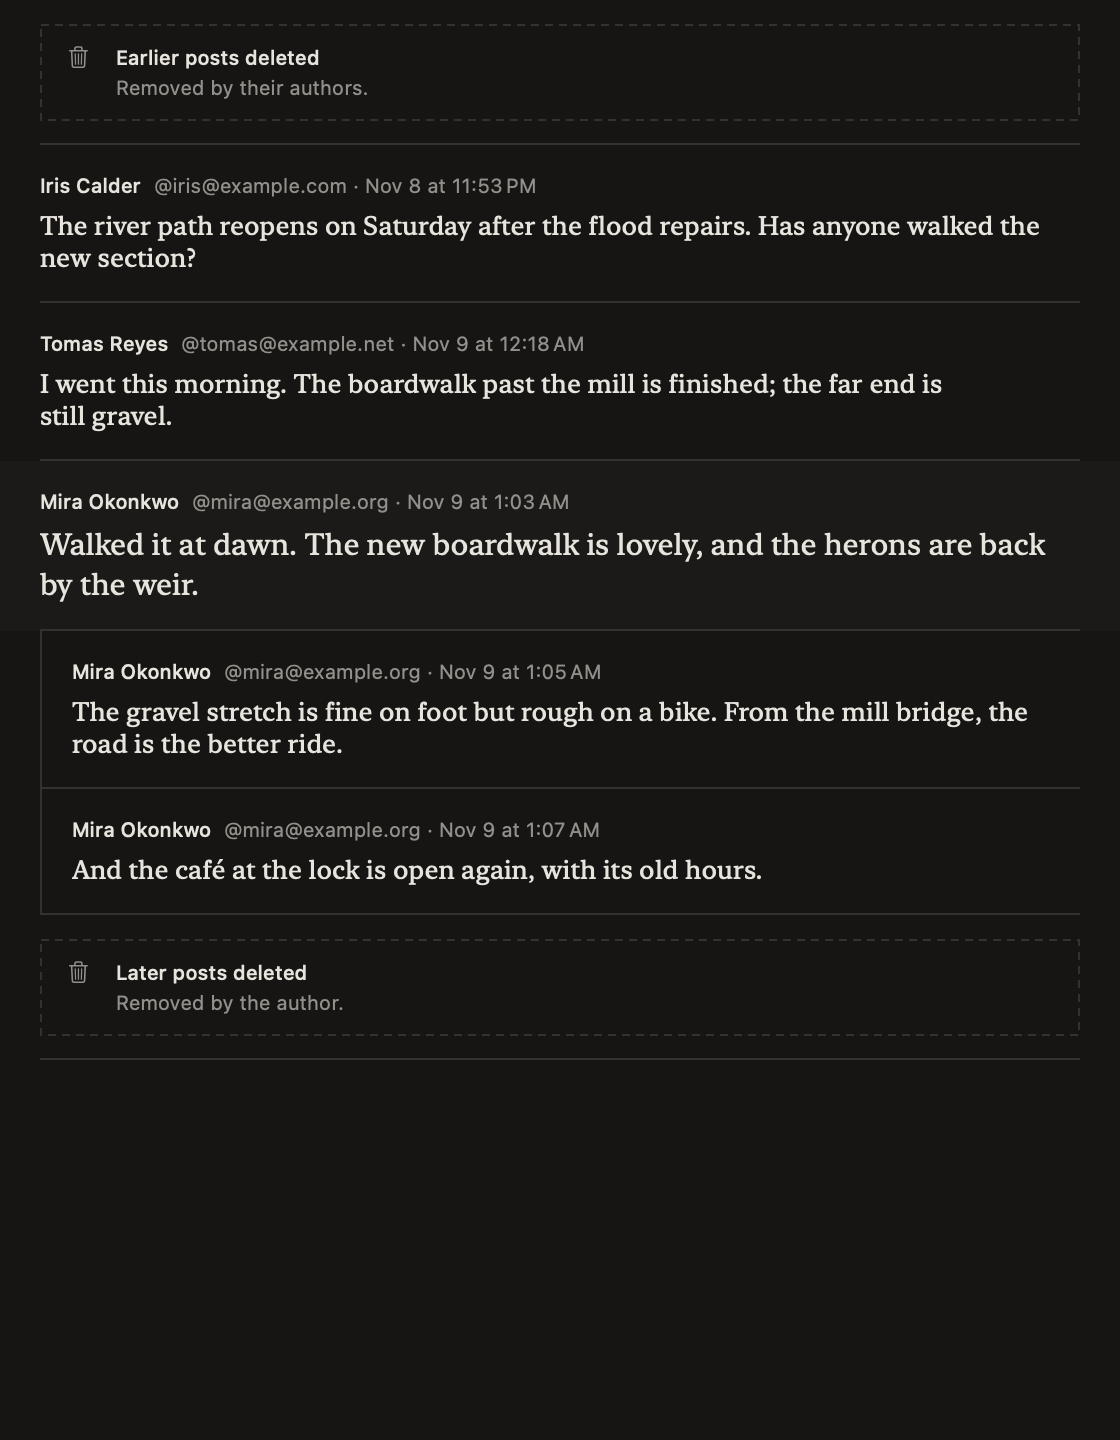 Earlier posts deleted
Removed by their authors.
Iris Calder @iris@example.com · Nov 8 at 11:53 PM
The river path reopens on Saturday after the flood repairs. Has anyone walked the
new section?
Tomas Reyes @tomas@example.net · Nov 9 at 12:18 AM
I went this morning. The boardwalk past the mill is finished; the far end is
still gravel.
Mira Okonkwo @mira@example.org · Nov 9 at 1:03 AM
Walked it at dawn. The new boardwalk is lovely, and the herons are back
by the weir.
Mira Okonkwo @mira@example.org · Nov 9 at 1:05 AM
The gravel stretch is fine on foot but rough on a bike. From the mill bridge, the
road is the better ride.
Mira Okonkwo @mira@example.org · Nov 9 at 1:07 AM
And the café at the lock is open again, with its old hours.
Later posts deleted
Removed by the author.